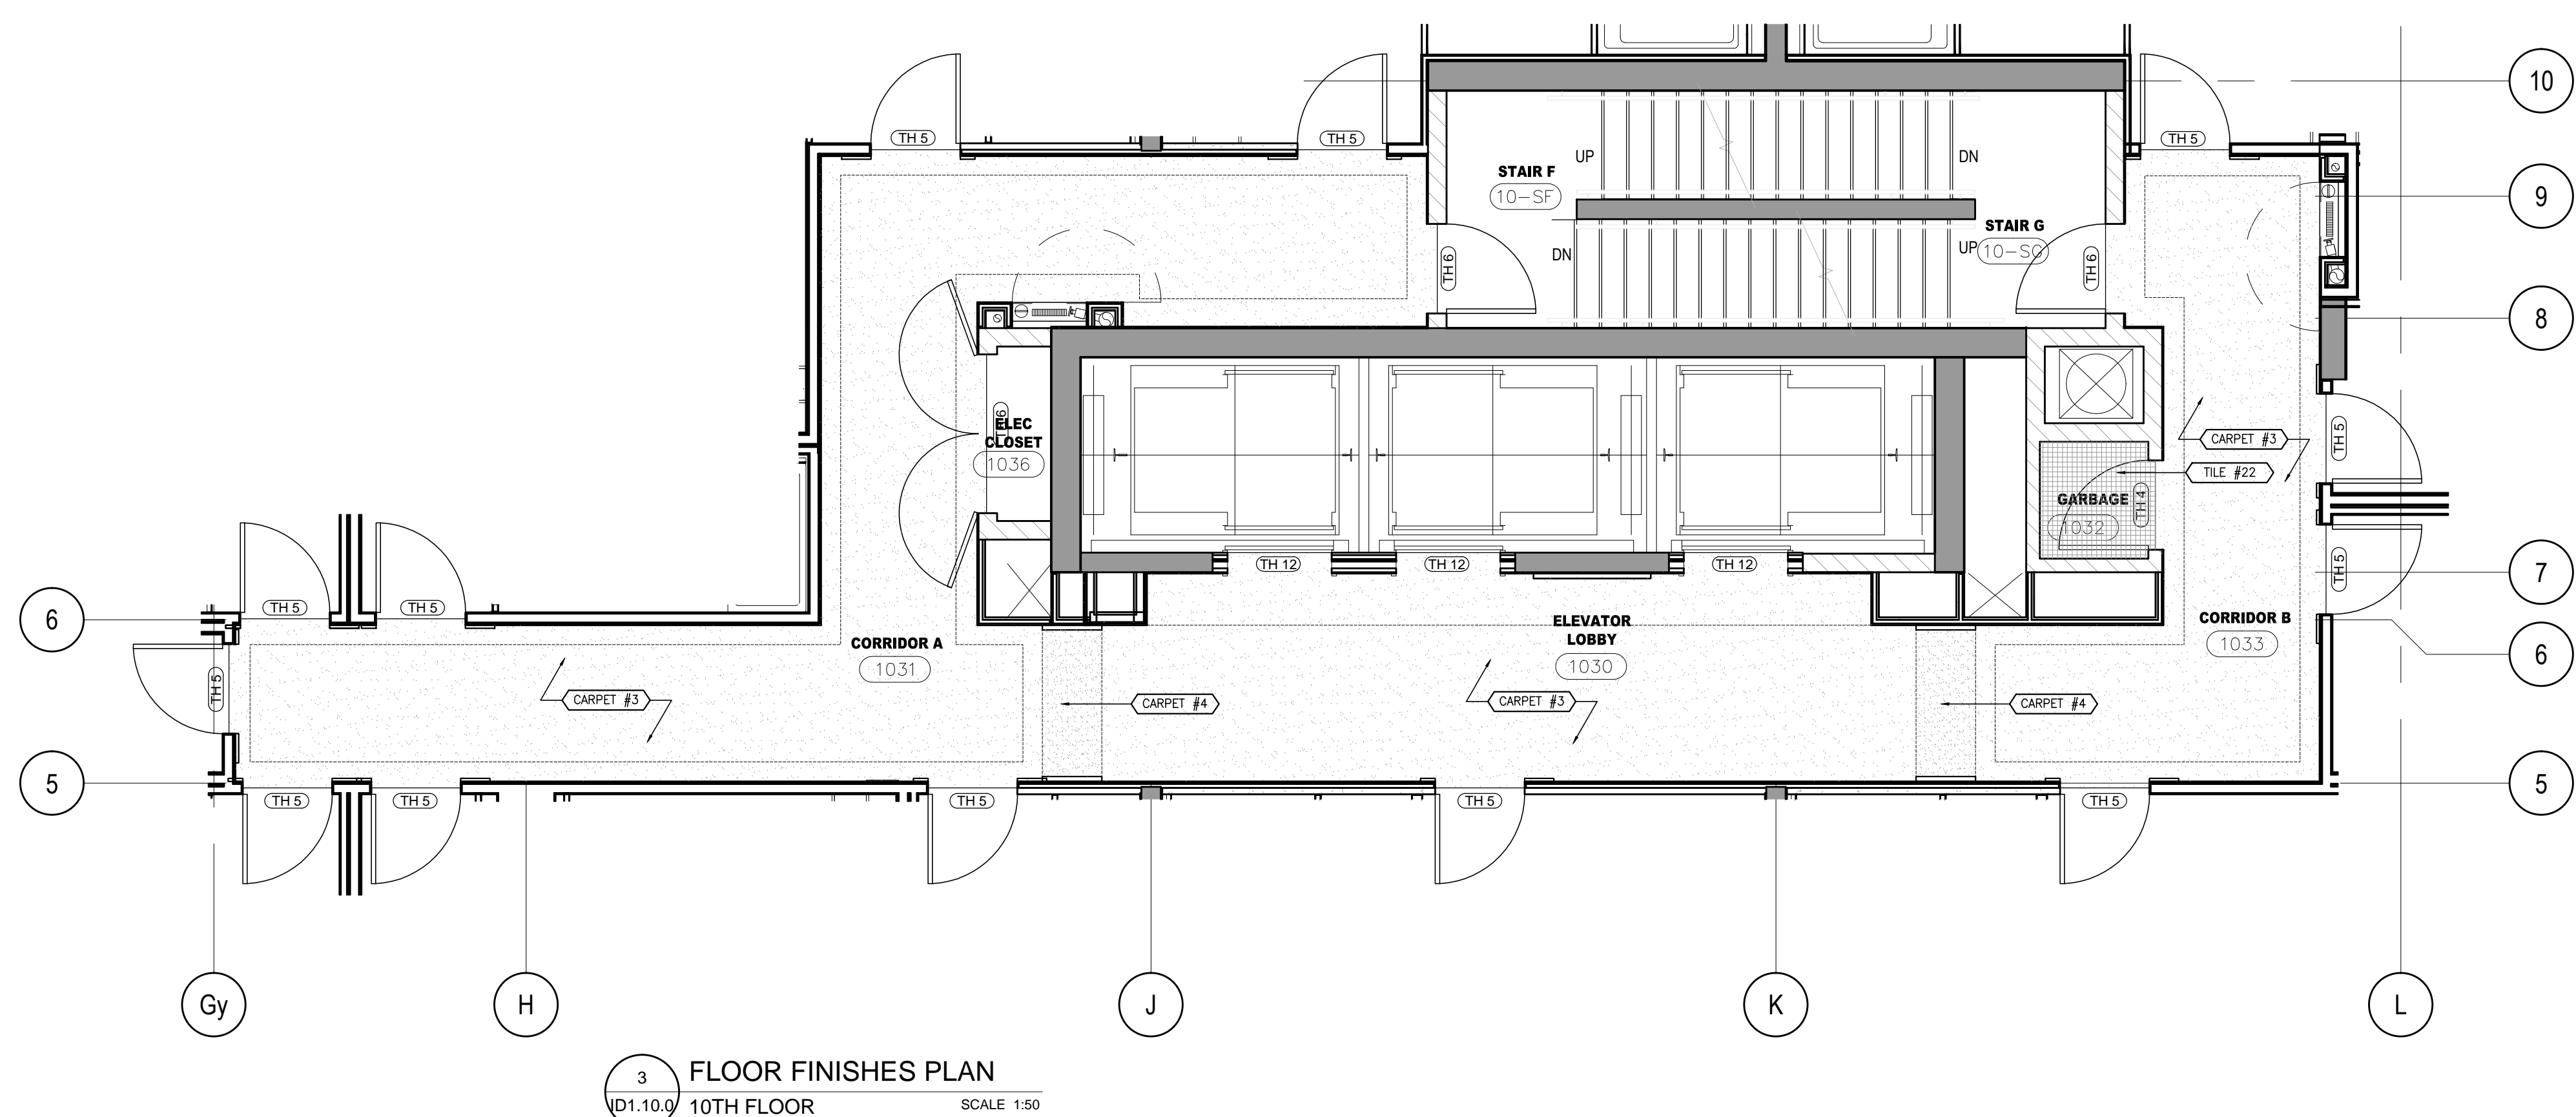 10
TH 5
TH 5
TH 5
UP
DN
STAIR F
10-SF
9
STAIR G
10-SG
UP
DN
TH 6
TH 6
8
ELEC
CLOSET
1036
CARPET #3
TH 5
TILE #22
GARBAGE
1032
TH 4
TH 12
TH 12
TH 12
TH 5
7
6
TH 5
TH 5
CORRIDOR A
1031
ELEVATOR
LOBBY
1030
CORRIDOR B
1033
6
TH 5
CARPET #3
CARPET #4
CARPET #3
CARPET #4
5
TH 5
TH 5
TH 5
TH 5
TH 5
5
Gy
H
J
K
L
3
FLOOR FINISHES PLAN
ID1.10.0
10TH FLOOR
SCALE 1:50